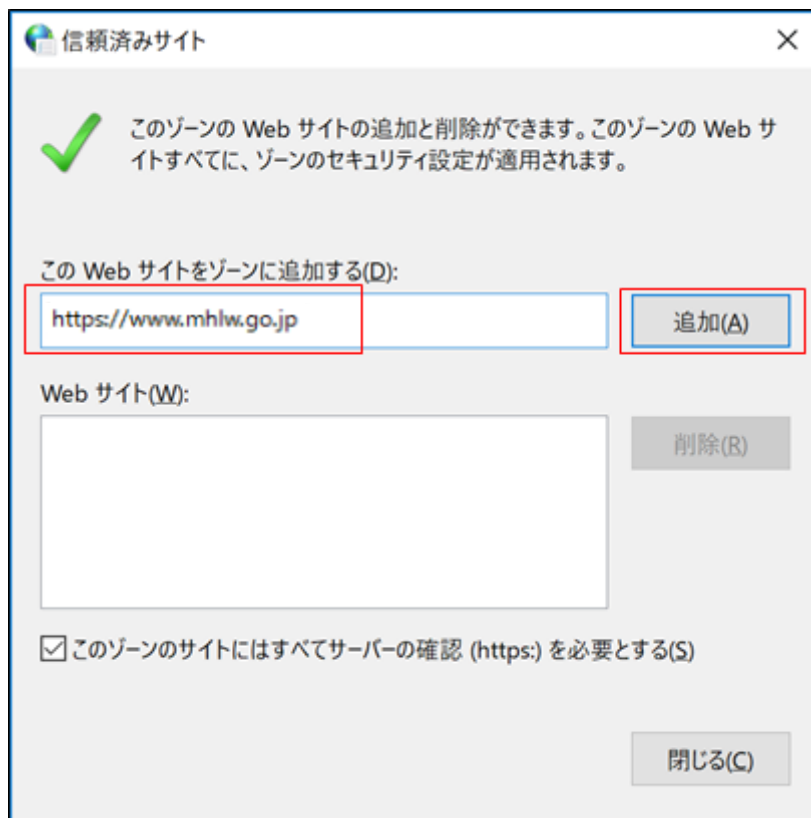 信頼済みサイト
このゾーンの Web サイトの追加と削除ができます。このゾーンの Web サ
イトすべてに、ゾーンのセキュリティ設定が適用されます。
この Web サイトをゾーンに追加する(D):
https://www.mhlw.go.jp
追加(A)
Web サイト(W):
削除(R)
このゾーンのサイトにはすべてサーバーの確認 (https:) を必要とする(S)
閉じる(C)